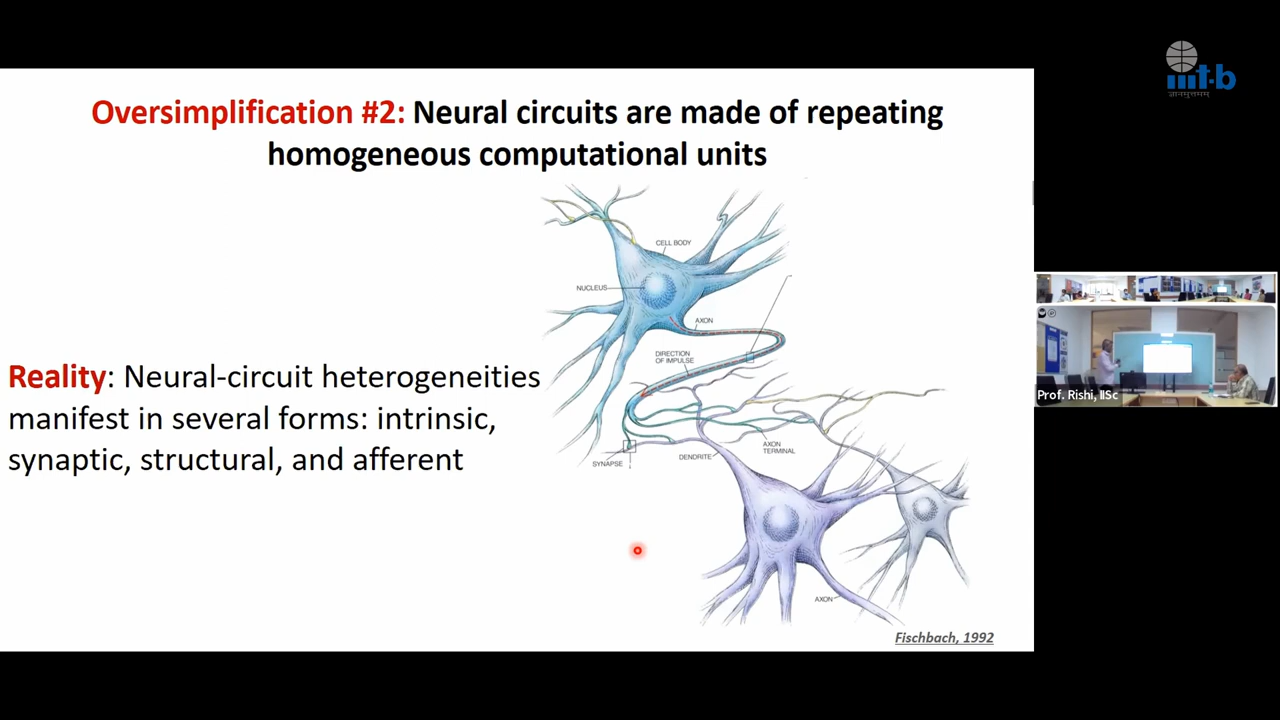 iiit-b
ज्ञानमुत्तमम्
Oversimplification #2: Neural circuits are made of repeating
homogeneous computational units
CELL BODY
NUCLEUS
AXON
DIRECTION
OF IMPULSE
Reality: Neural-circuit heterogeneities
manifest in several forms: intrinsic,
synaptic, structural, and afferent
AXON
TERMINAL
SYNAPSE
DENDRITE
AXON
Fischbach, 1992
Prof. Rishi, IISc